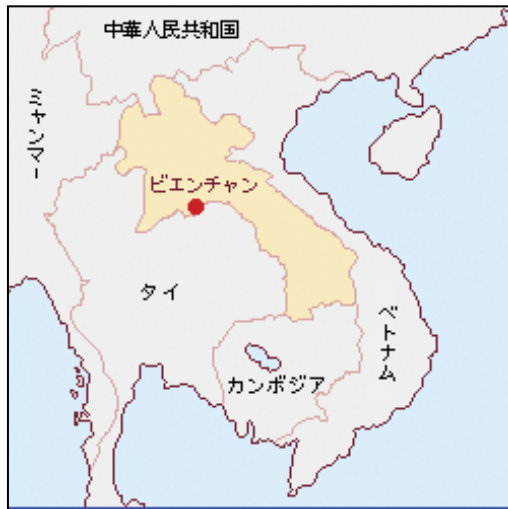 中華人民共和国
ミャンマー
ビエンチャン
タイ
ベトナム
カンボジア